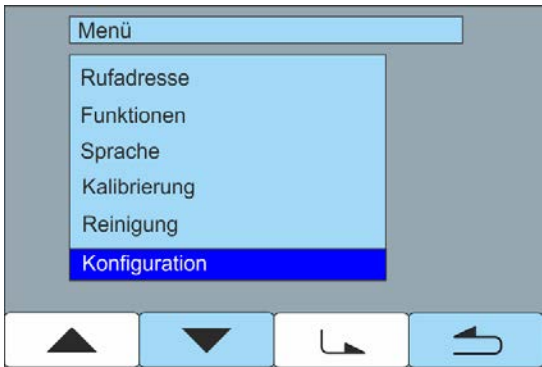 Menü
Rufadresse
Funktionen
Sprache
Kalibrierung
Reinigung
Konfiguration